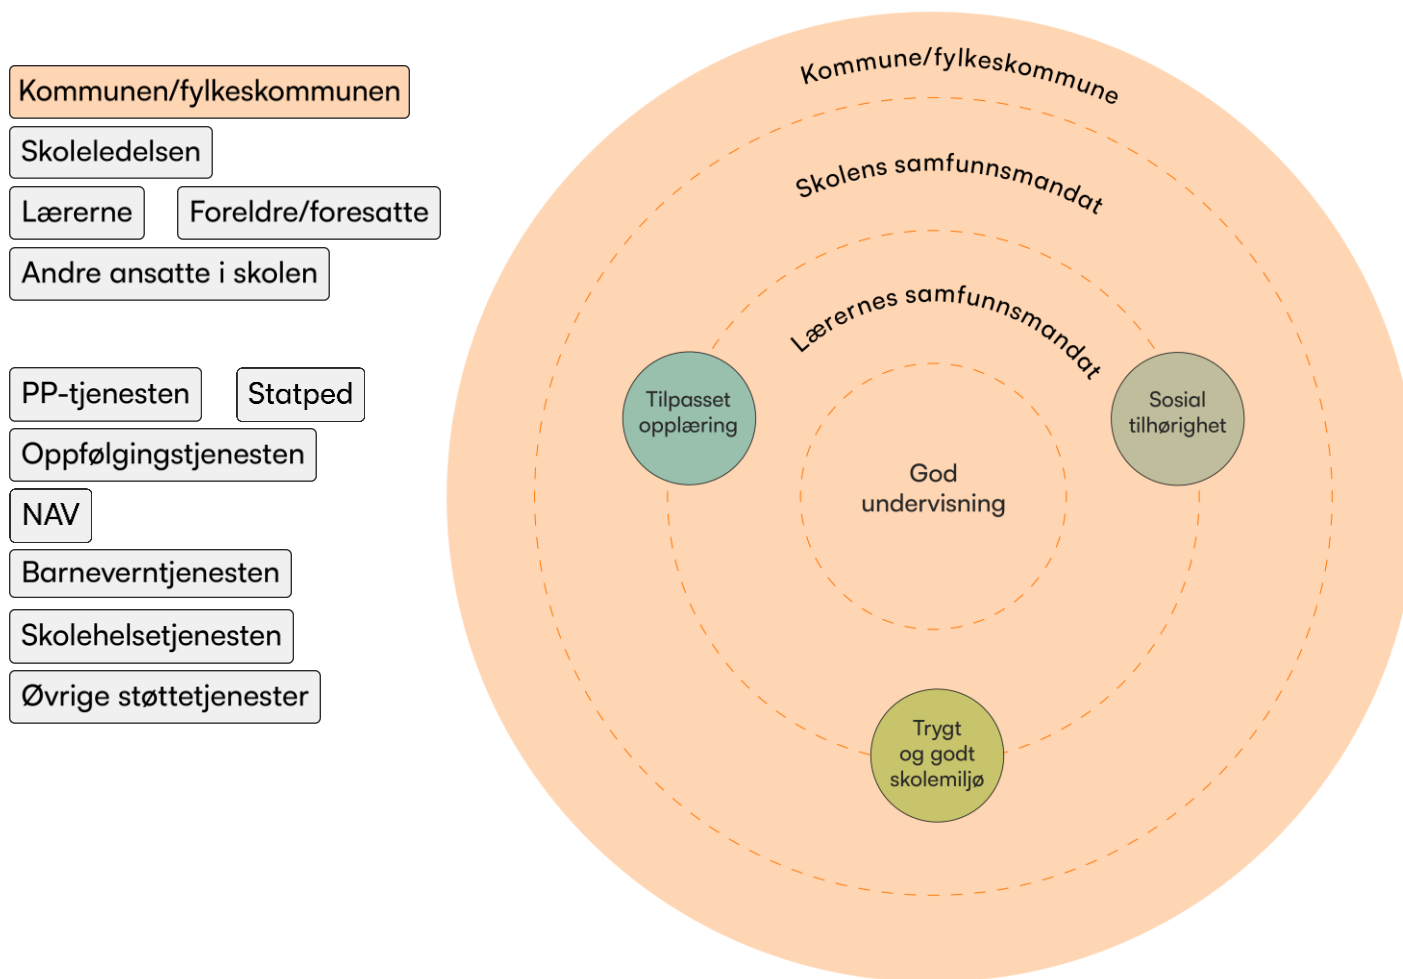 Kommunen/fylkeskommunen
Skoleledelsen
Lærerne
Foreldre/foresatte
Andre ansatte i skolen
PP-tjenesten
Statped
Oppfølgingstjenesten
NAV
Barneverntjenesten
Skolehelsetjenesten
Øvrige støttetjenester
Kommune/fylkeskommune
Skolens samfunnsmandat
Lærernes samfunnsmandat
Tilpasset
opplæring
Sosial
tilhørighet
God
undervisning
Trygt
og godt
skolemiljø